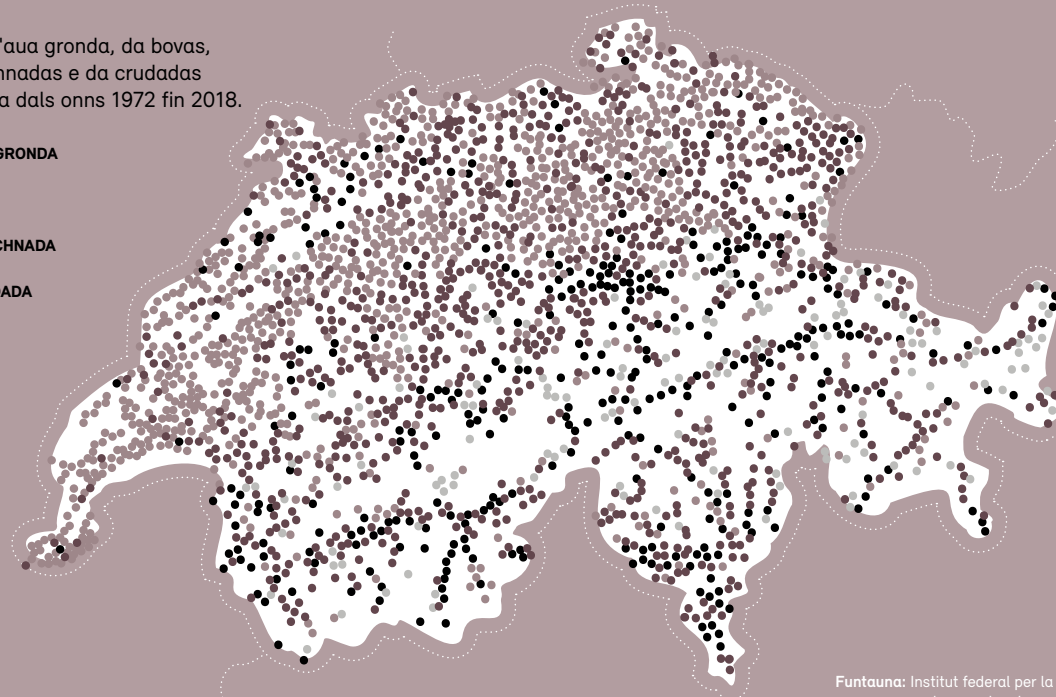 'aua gronda, da bovas,
nnadas e da crudadas
a dals onns 1972 fin 2018.
GRONDA
CHNADA
DADA
Funtauna: Institut federal per la